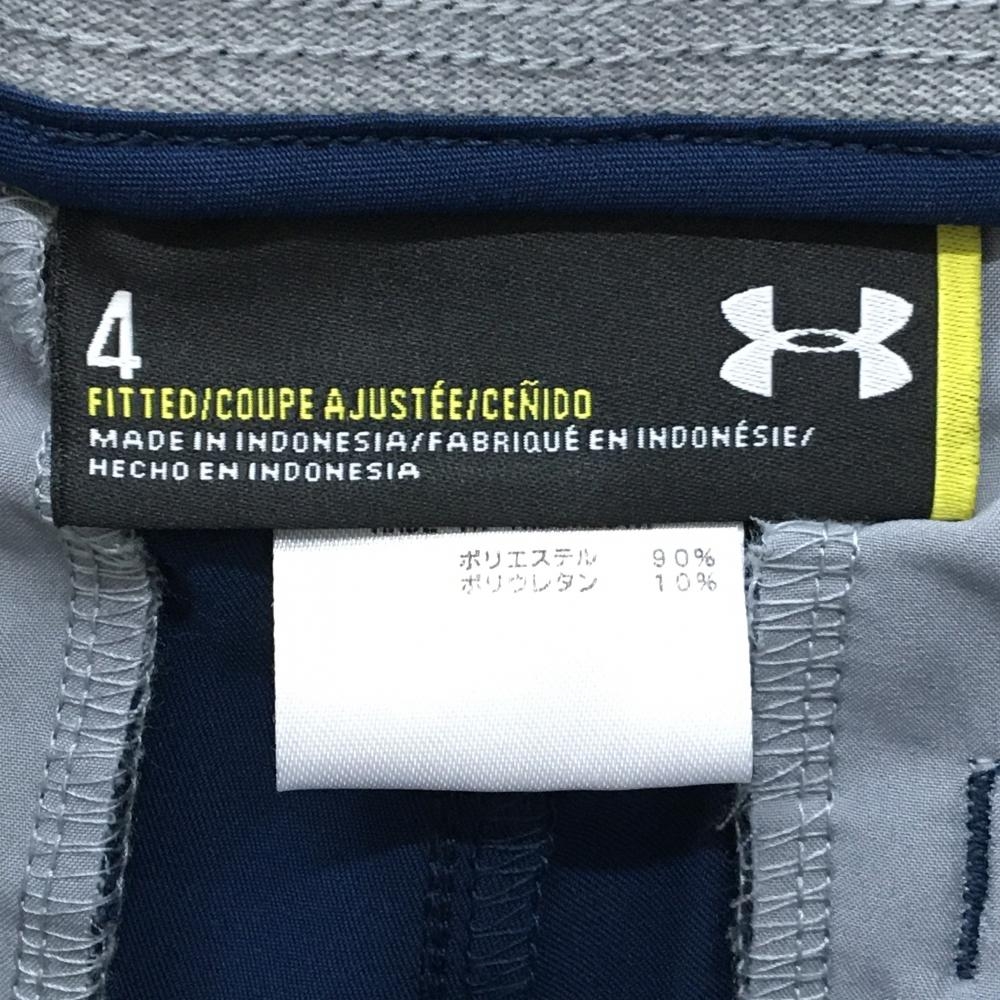 4
FITTED/COUPE AJUSTÉE/CEÑIDO
MADE IN INDONESIA/FABRIQUÉ EN INDONÉSIE/
HECHO EN INDONESIA
ポリエステル 90%
ポリウレタン 10%